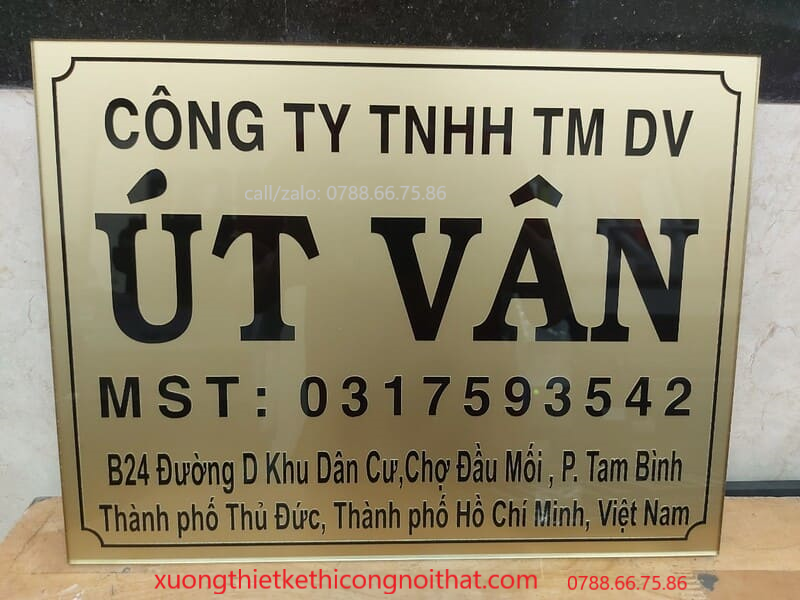 CÔNG TY TNHH TM DV
call/zalo: 0788.66.75.86
ÚT VÂN
MST: 0317593542
B24 Đường D Khu Dân Cư,Chợ Đầu Mối , P. Tam Bình
Thành phố Thủ Đức, Thành phố Hồ Chí Minh, Việt Nam
xuongthietkethicongnoithat.com 0788.66.75.86